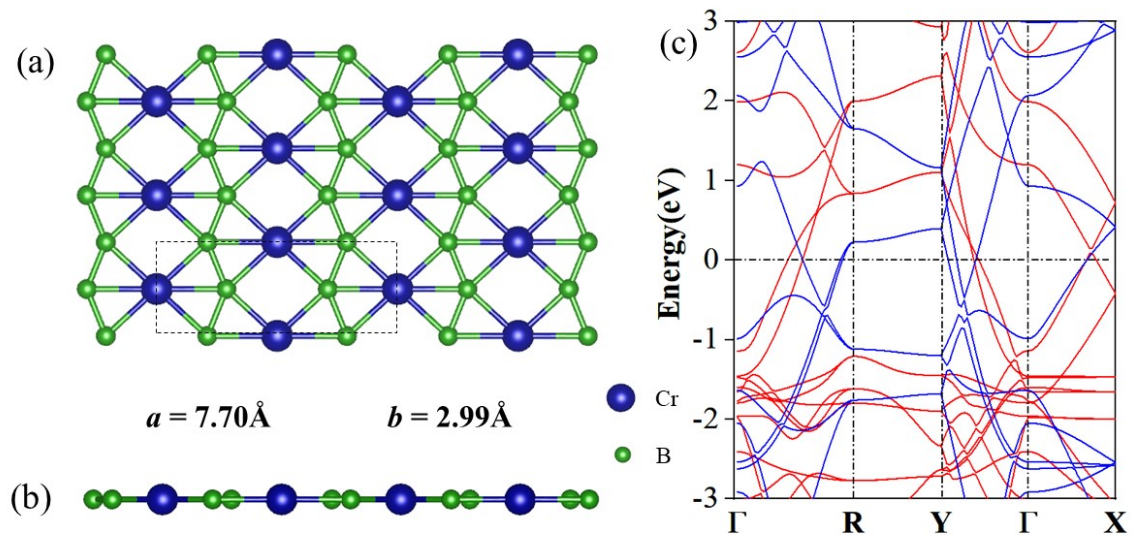 (a)
a = 7.70Å
b = 2.99Å
Cr
B
(b)
(c)
Energy(eV)
3
2
1
0
-1
-2
-3
Γ
R
Y
Γ
X